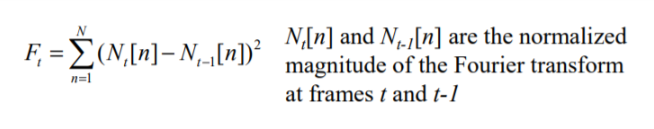 F_t = \sum_{n=1}^{N} (N_t[n] - N_{t-1}[n])^2
N_t[n] and N_{t-1}[n] are the normalized
magnitude of the Fourier transform
at frames t and t-1